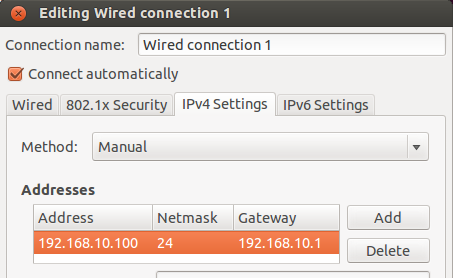 Editing Wired connection 1
Connection name: Wired connection 1
Connect automatically
Wired 802.1x Security IPv4 Settings IPv6 Settings
Method: Manual
Addresses
Address Netmask Gateway Add
192.168.10.100 24 192.168.10.1 Delete